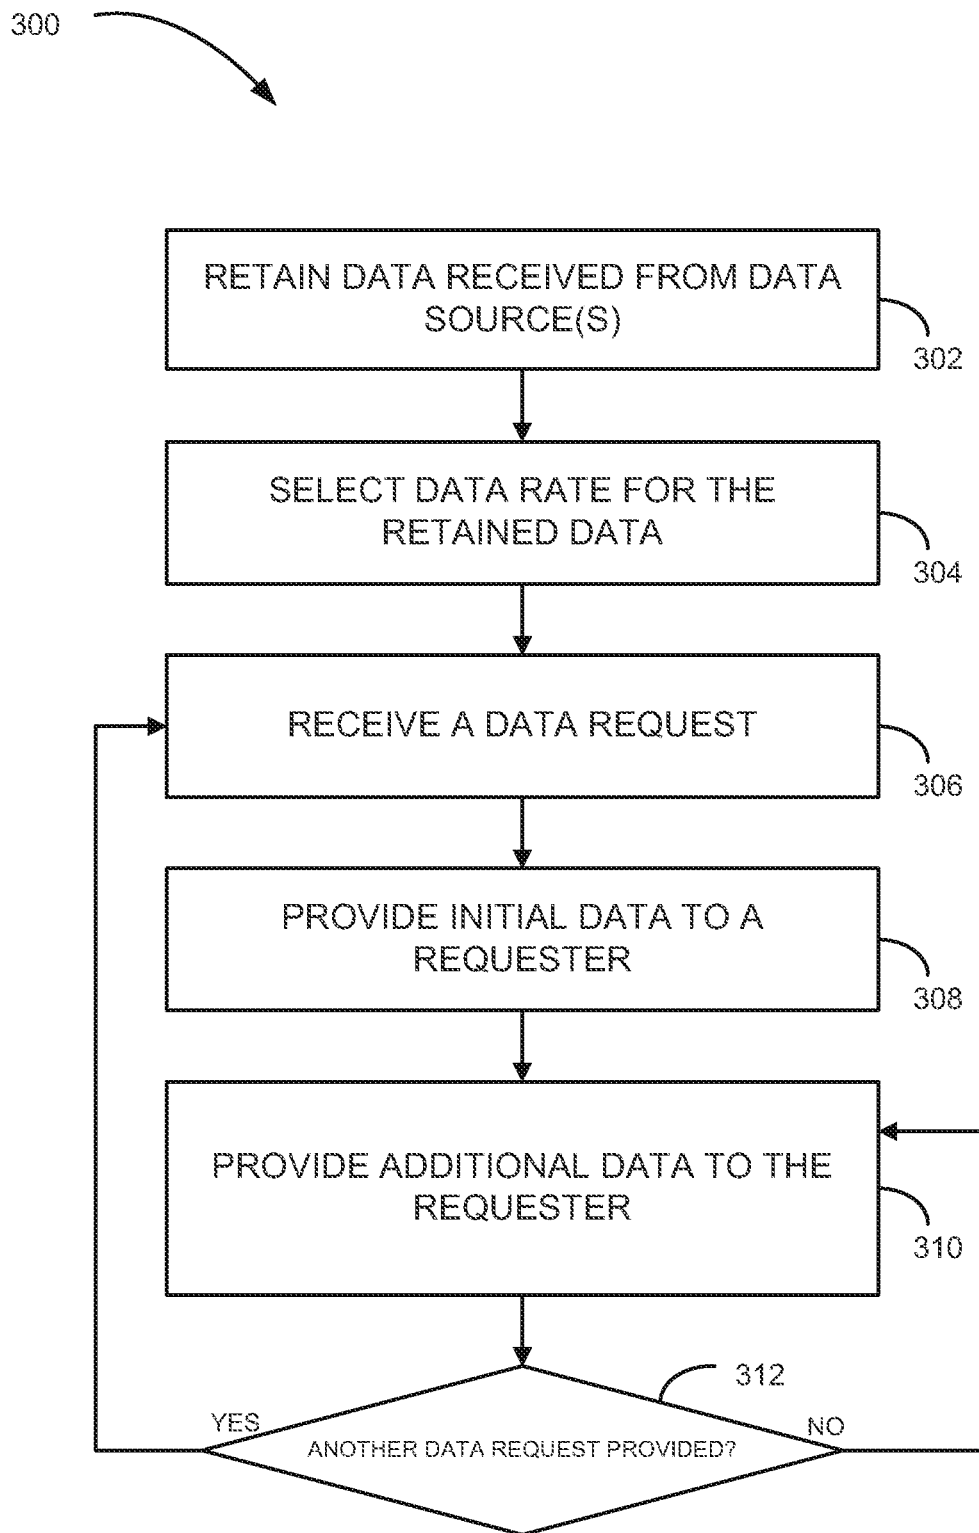 300
RETAIN DATA RECEIVED FROM DATA
SOURCE(S)
302
SELECT DATA RATE FOR THE
RETAINED DATA
304
RECEIVE A DATA REQUEST
306
PROVIDE INITIAL DATA TO A
REQUESTER
308
PROVIDE ADDITIONAL DATA TO THE
REQUESTER
310
312
YES
NO
ANOTHER DATA REQUEST PROVIDED?